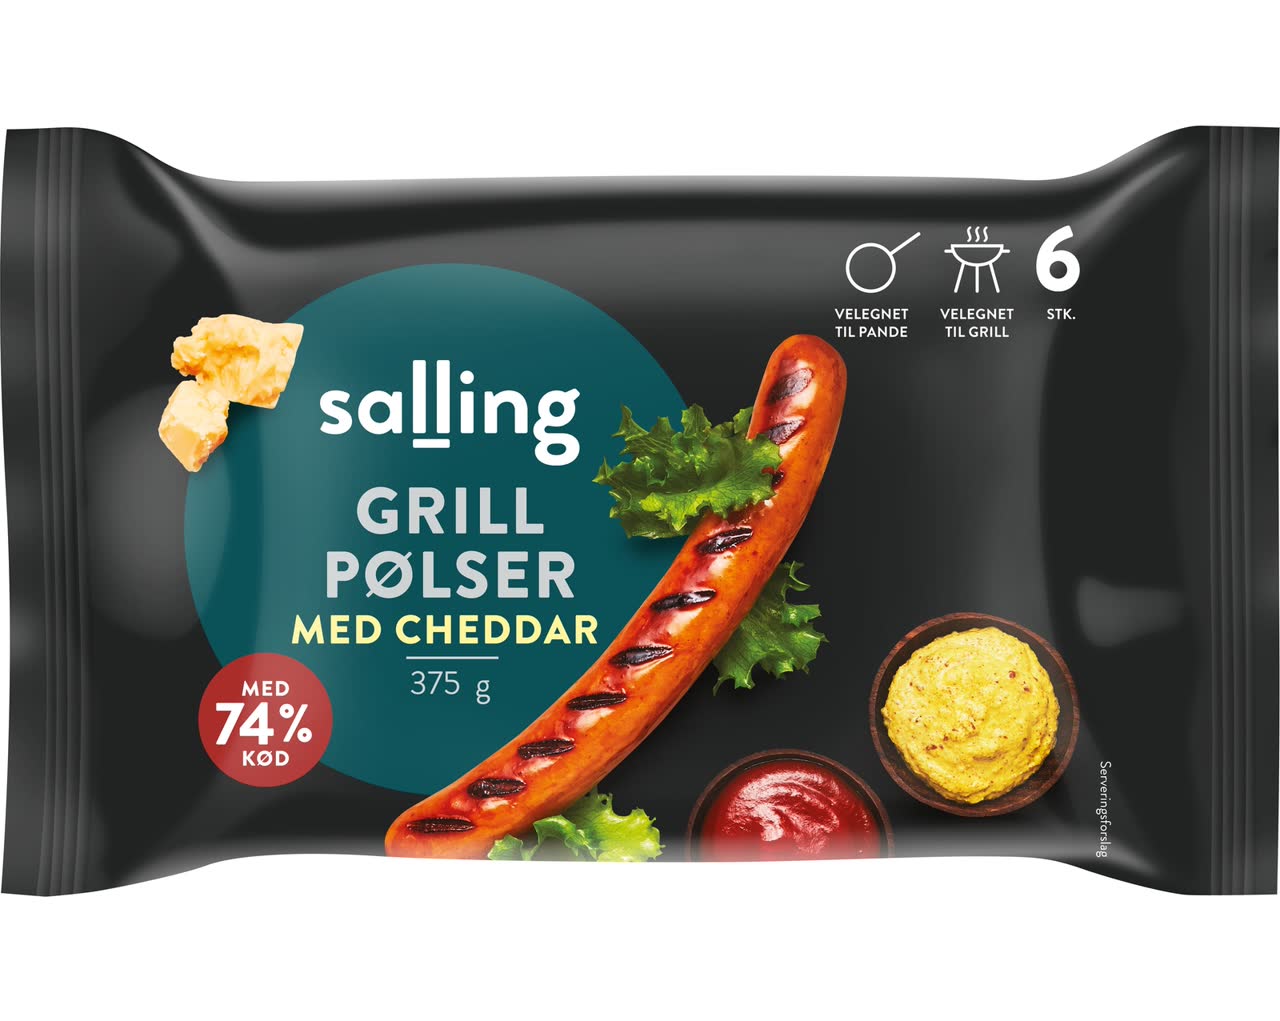 VELEGNET
TIL PANDE
VELEGNET
TIL GRILL
6
STK.
salling
GRILL
PØLSER
MED CHEDDAR
375 g
MED
74%
KØD
Serveringsforslag